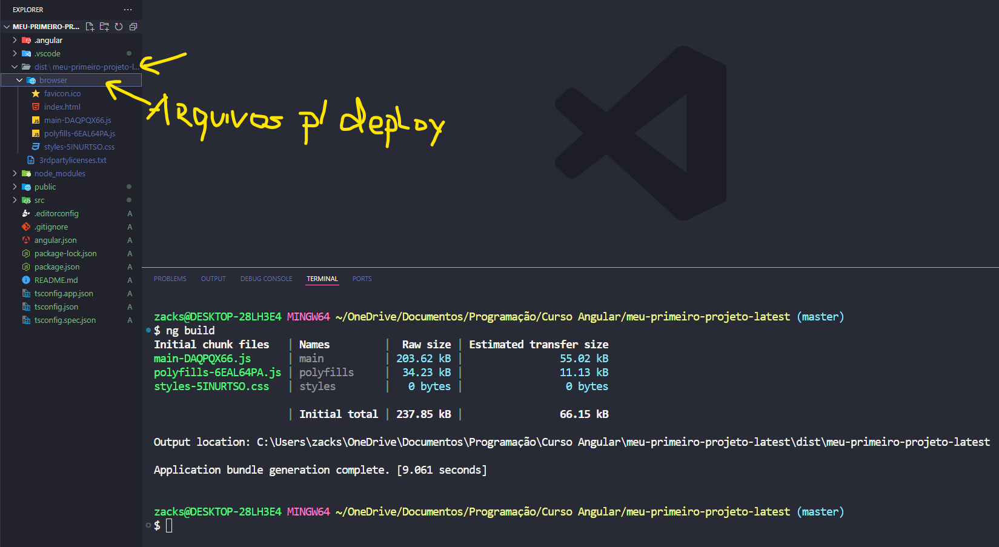 EXPLORER ...
MEU-PRIMEIRO-PR...
.angular
.vscode
dist\meu-primeiro-projeto-l...
browser
favicon.ico
index.html
main-DAQPQX66.js
polyfills-6EAL64PA.js
styles-5INURTSO.css
3rdpartylicenses.txt
node_modules
public
src
.editorconfig A
.gitignore A
angular.json A
package-lock.json A
package.json A
README.md A
tsconfig.app.json A
tsconfig.json A
tsconfig.spec.json A
Arquivos p/ deploy
PROBLEMS OUTPUT DEBUG CONSOLE TERMINAL PORTS
zacks@DESKTOP-28LH3E4 MINGW64 ~/OneDrive/Documentos/Programação/Curso Angular/meu-primeiro-projeto-latest (master)
$ ng build
Initial chunk files | Names | Raw size | Estimated transfer size
main-DAQPQX66.js | main | 203.62 kB | 55.02 kB
polyfills-6EAL64PA.js | polyfills | 34.23 kB | 11.13 kB
styles-5INURTSO.css | styles | 0 bytes | 0 bytes
| Initial total | 237.85 kB | 66.15 kB
Output location: C:\Users\zacks\OneDrive\Documentos\Programação\Curso Angular\meu-primeiro-projeto-latest\dist\meu-primeiro-projeto-latest
Application bundle generation complete. [9.061 seconds]
zacks@DESKTOP-28LH3E4 MINGW64 ~/OneDrive/Documentos/Programação/Curso Angular/meu-primeiro-projeto-latest (master)
$